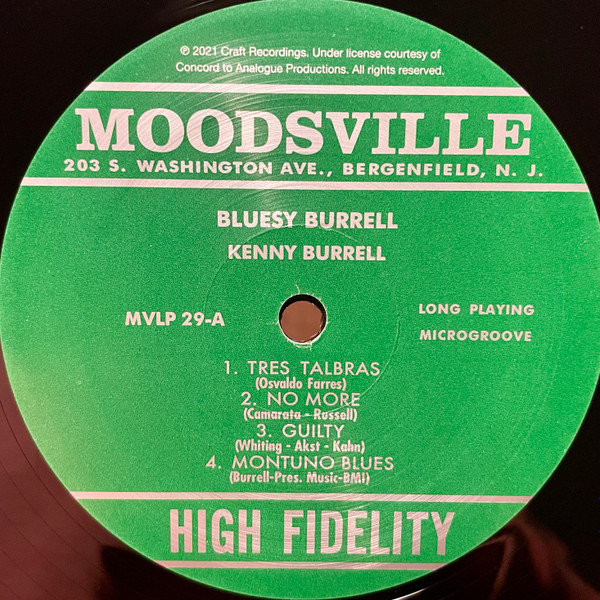 ℗ 2021 Craft Recordings. Under license courtesy of
Concord to Analogue Productions. All rights reserved.
MOODSVILLE
203 S. WASHINGTON AVE., BERGENFIELD, N. J.
BLUESY BURRELL
KENNY BURRELL
MVLP 29-A
LONG PLAYING
MICROGROOVE
1. TRES TALBRAS
(Osvaldo Farres)
2. NO MORE
(Camarata - Russell)
3. GUILTY
(Whiting - Akst - Kahn)
4. MONTUNO BLUES
(Burrell-Pres. Music-BMI)
HIGH FIDELITY